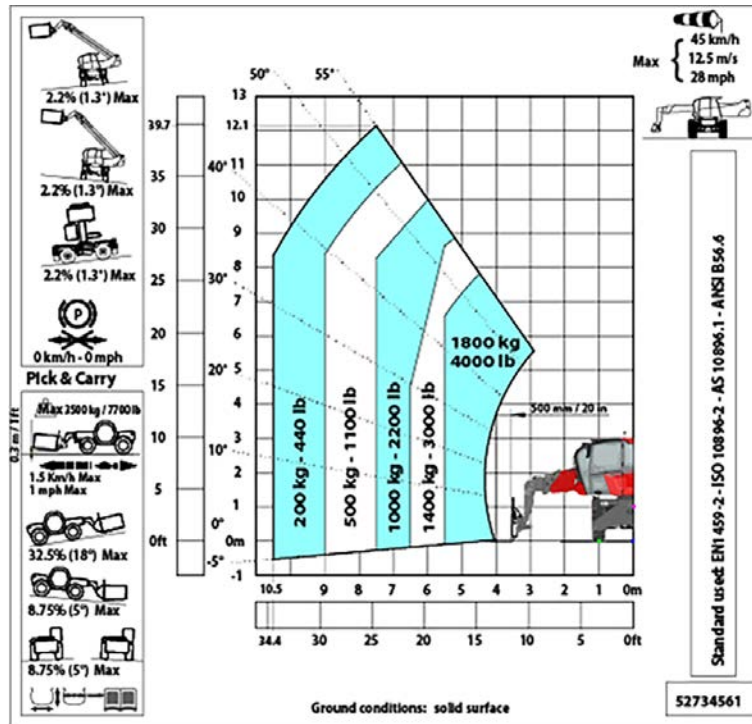 2.2% (1.3°) Max
2.2% (1.3°) Max
2.2% (1.3°) Max
P
0 km/h - 0 mph
Pick & Carry
Max 3500 kg / 7700 lb
0.3 m / 1ft
1.5 Km/h Max
1 mph Max
32.5% (18°) Max
8.75% (5°) Max
8.75% (5°) Max
39.7
35
30
25
20
15
10
5
0ft
50°
55°
40°
30°
20°
10°
0°
-5°
13
12.1
11
10
9
8
7
6
5
4
3
2
1
0m
-1
200 kg - 440 lb
500 kg - 1100 lb
1000 kg - 2200 lb
1400 kg - 3000 lb
1800 kg
4000 lb
500 mm / 20 in
10.5 9 8 7 6 5 4 3 2 1 0m
34.4 30 25 20 15 10 5 0ft
Ground conditions: solid surface
Max
45 km/h
12.5 m/s
28 mph
Standard used: EN1459-2 - ISO 10896-2 - AS 10896.1 - ANSI B56.6
52734561